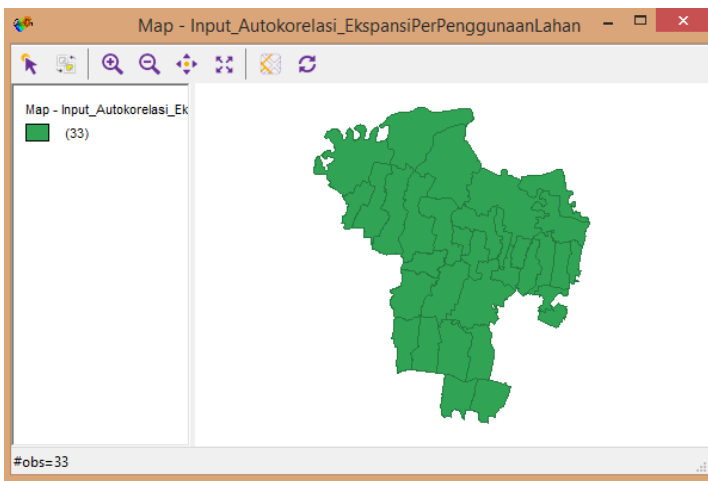 Map - Input_Autokorelasi_EkspansiPerPenggunaanLahan
Map - Input_Autokorelasi_Ek
(33)
#obs=33